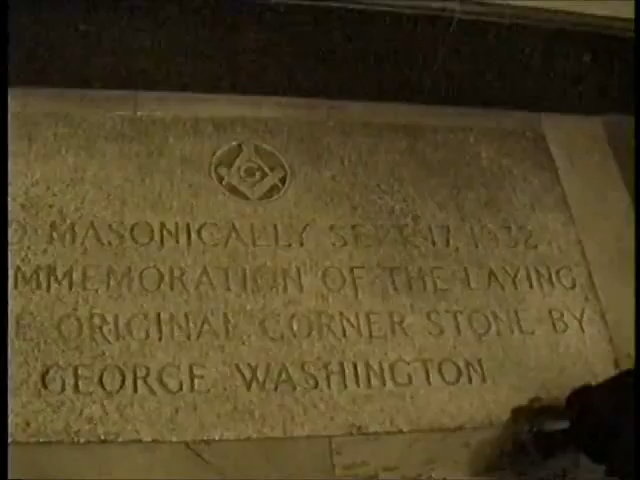 D MASONICALLY SEPT. 17, 1932
MMEMORATION OF THE LAYING
E ORIGINAL CORNER STONE BY
GEORGE WASHINGTON